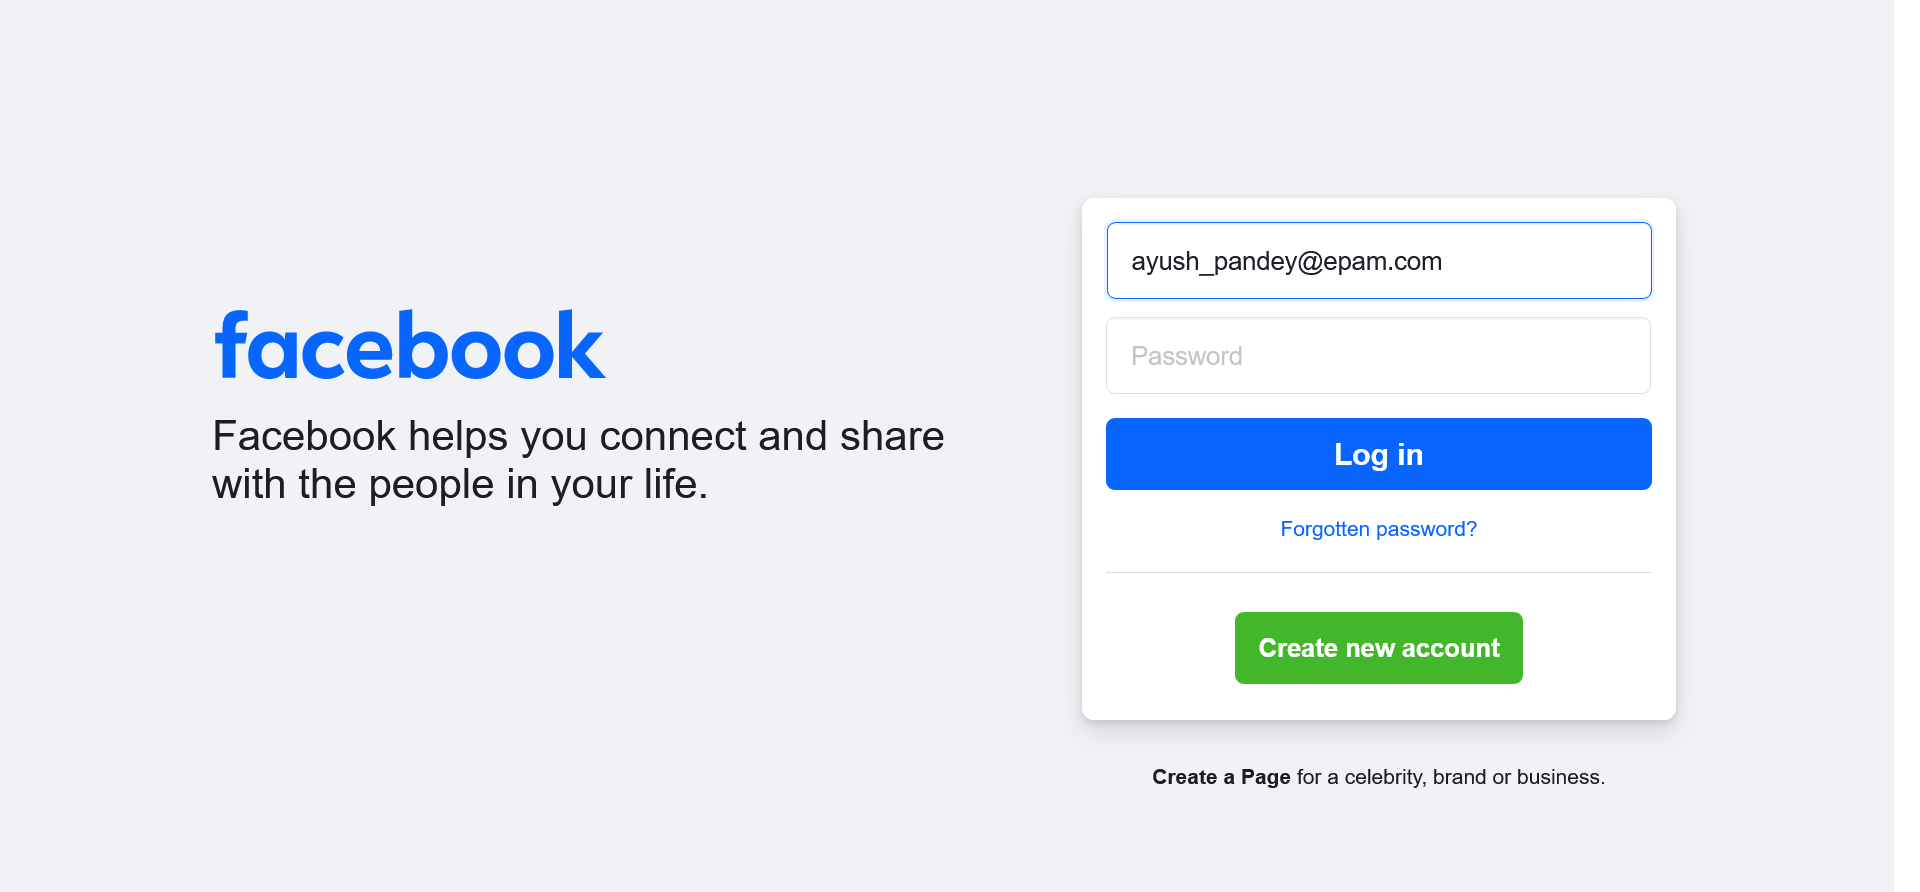 facebook
Facebook helps you connect and share
with the people in your life.
ayush_pandey@epam.com
Password
Log in
Forgotten password?
Create new account
Create a Page for a celebrity, brand or business.